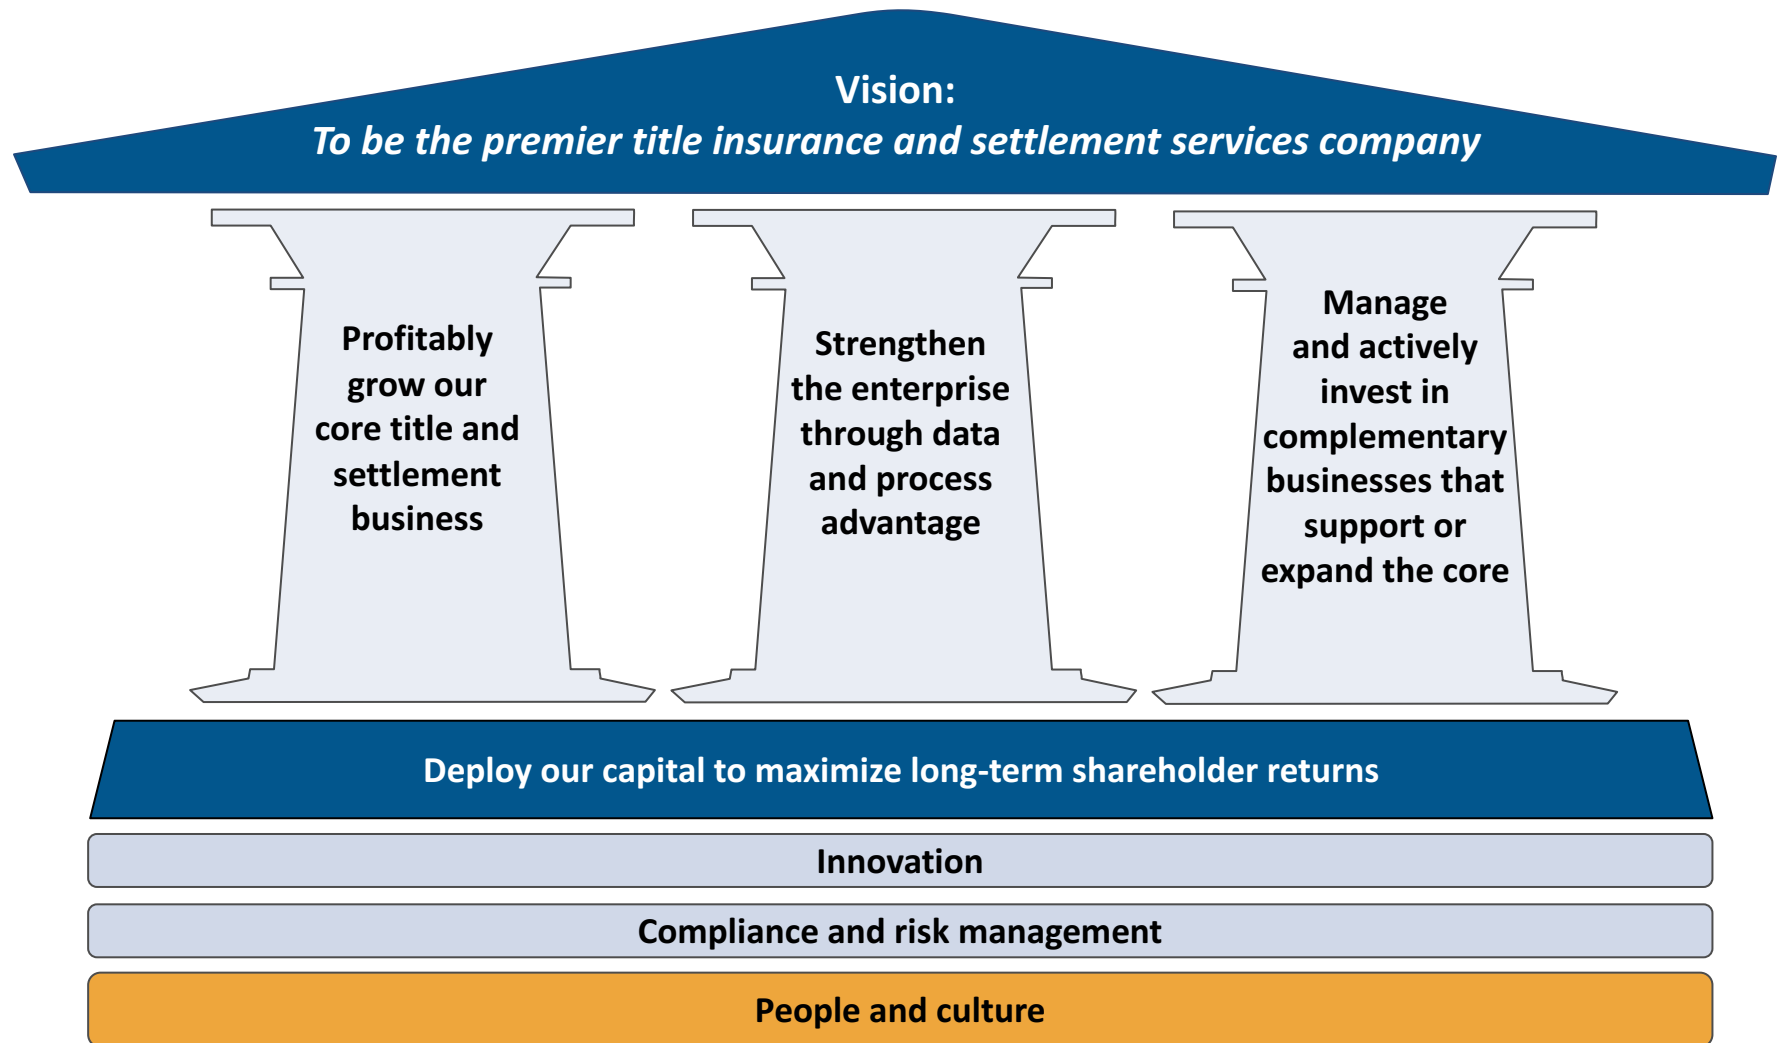 Vision:
To be the premier title insurance and settlement services company
Profitably
grow our
core title and
settlement
business
Strengthen
the enterprise
through data
and process
advantage
Manage
and actively
invest in
complementary
businesses that
support or
expand the core
Deploy our capital to maximize long-term shareholder returns
Innovation
Compliance and risk management
People and culture